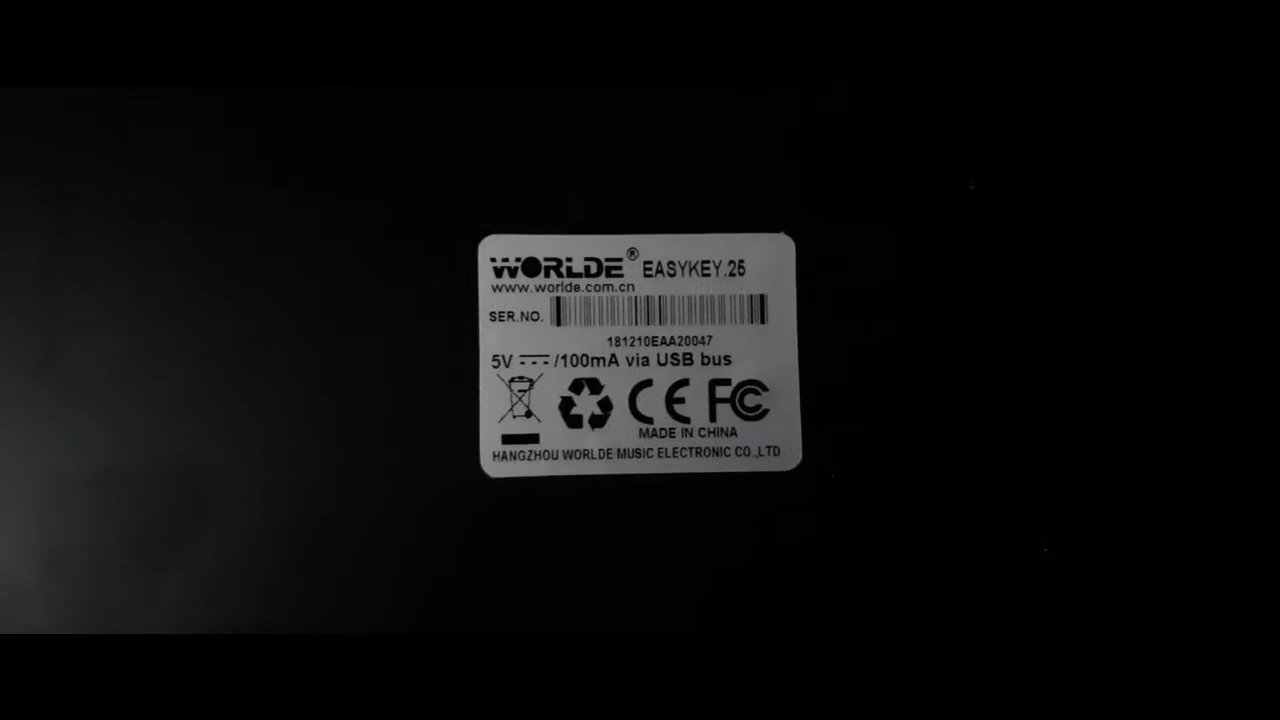 WORLDE® EASYKEY.25
www.worlde.com.cn
SER.NO.
181210EAA20047
5V ⎓ /100mA via USB bus
CE FC
MADE IN CHINA
HANGZHOU WORLDE MUSIC ELECTRONIC CO.,LTD